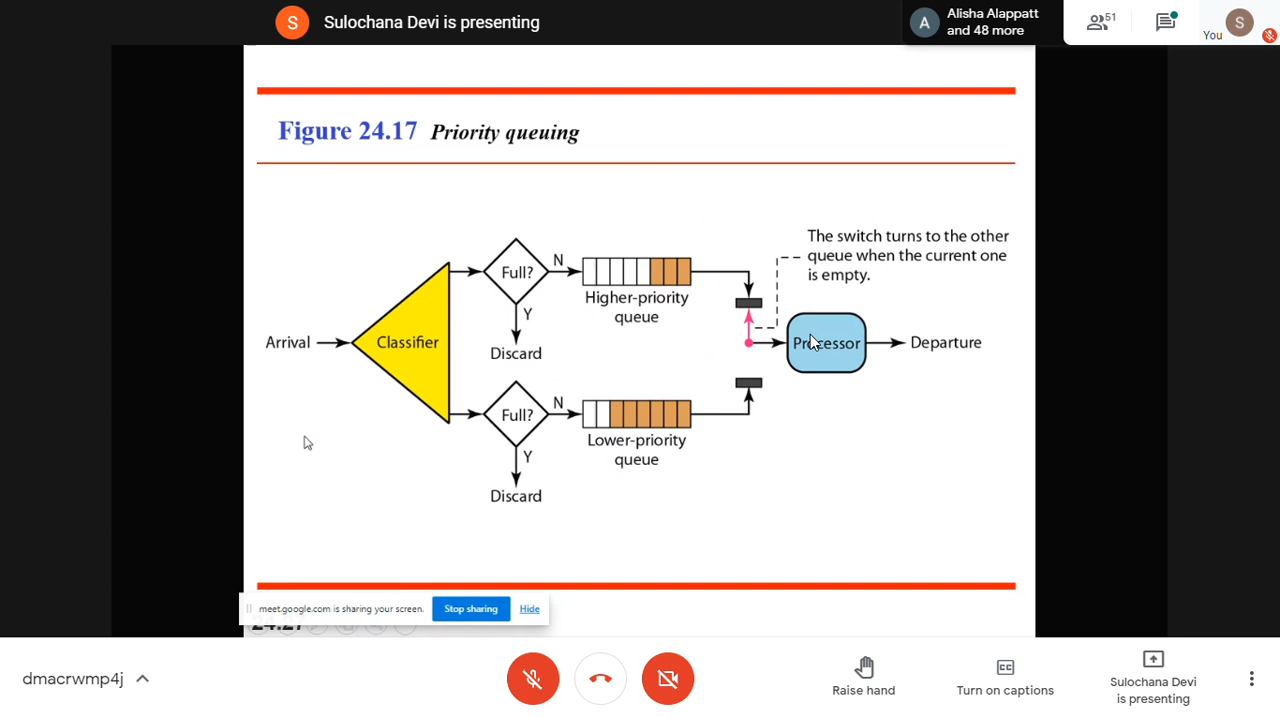 S Sulochana Devi is presenting
A Alisha Alappatt
and 48 more
51
You S
Figure 24.17 Priority queuing
The switch turns to the other
queue when the current one
is empty.
Full? N
Higher-priority
queue
Y
Discard
Arrival Classifier Processor Departure
Full? N
Lower-priority
queue
Y
Discard
meet.google.com is sharing your screen. Stop sharing Hide
24.27
dmacrwmp4j
Raise hand
CC
Turn on captions
Sulochana Devi
is presenting